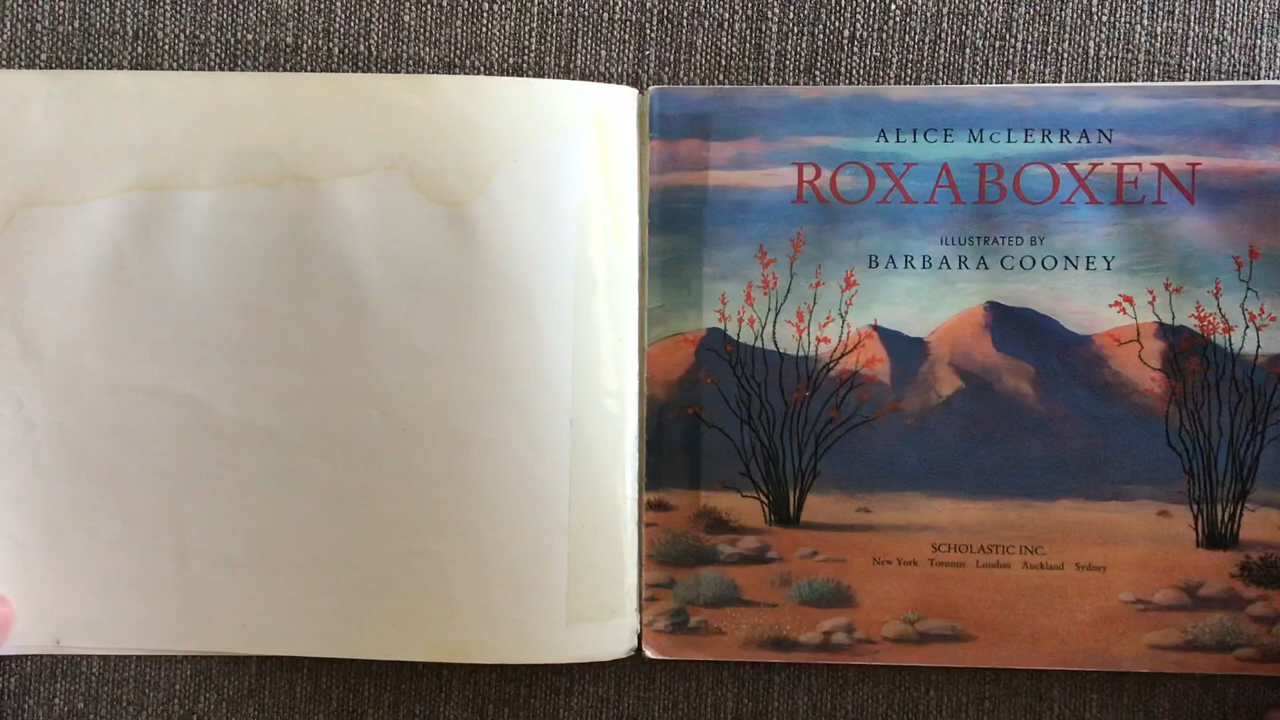 ALICE McLERRAN
ROXABOXEN
ILLUSTRATED BY
BARBARA COONEY
SCHOLASTIC INC.
New York Toronto London Auckland Sydney